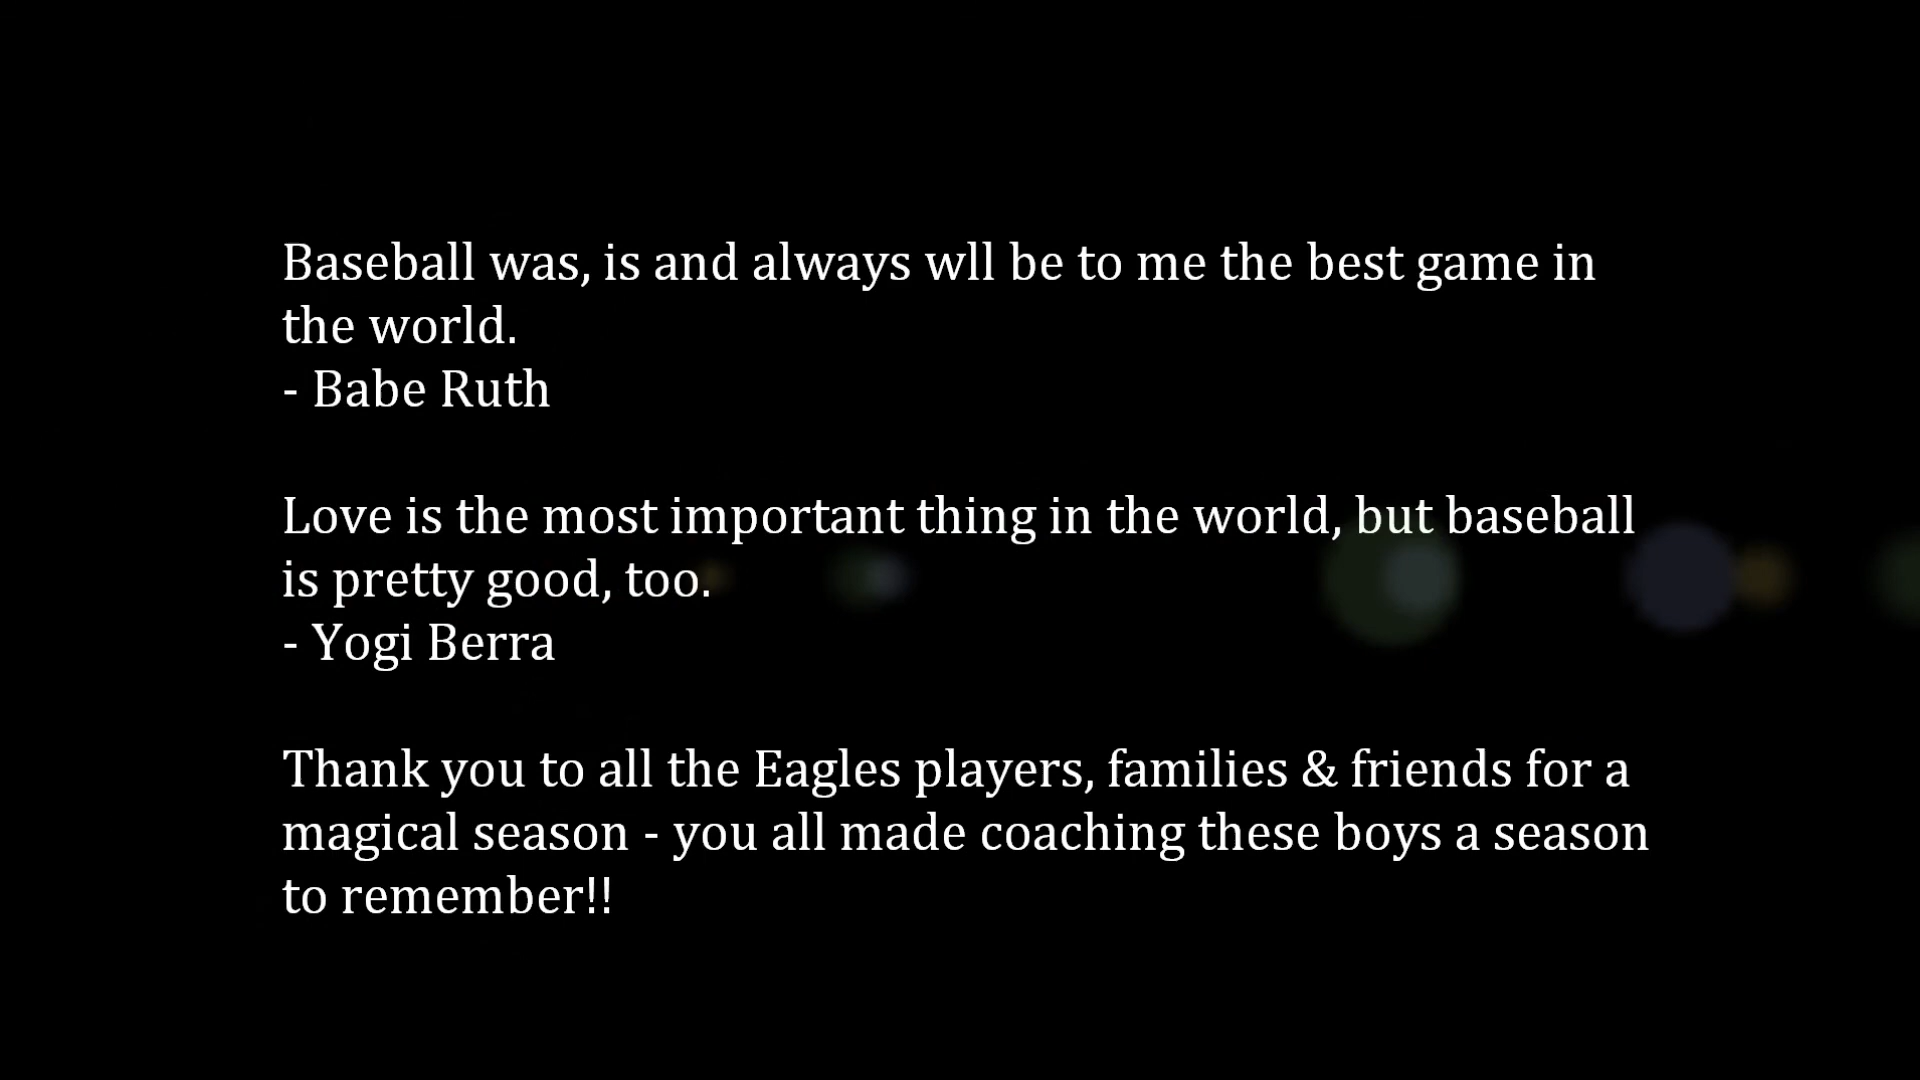 Baseball was, is and always wll be to me the best game in
the world.
- Babe Ruth
Love is the most important thing in the world, but baseball
is pretty good, too.
- Yogi Berra
Thank you to all the Eagles players, families & friends for a
magical season - you all made coaching these boys a season
to remember!!